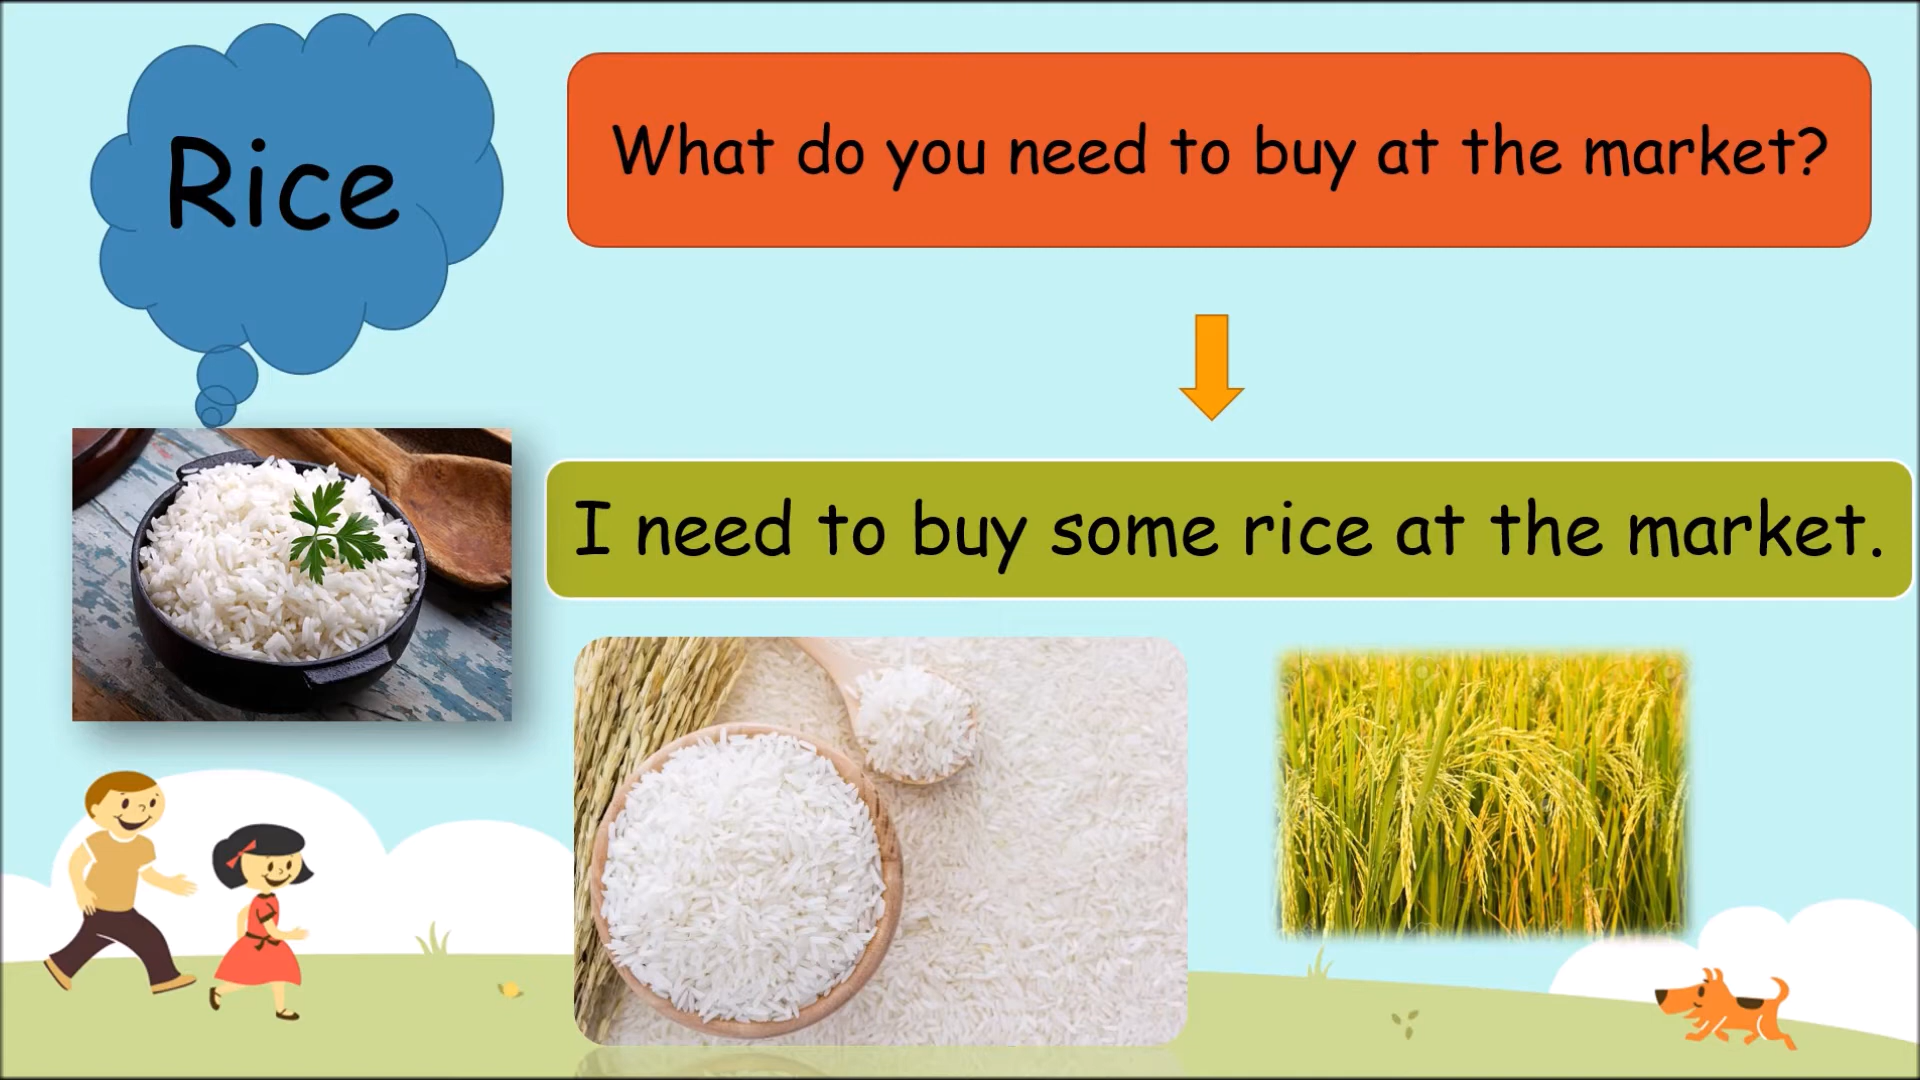 Rice
What do you need to buy at the market?
I need to buy some rice at the market.